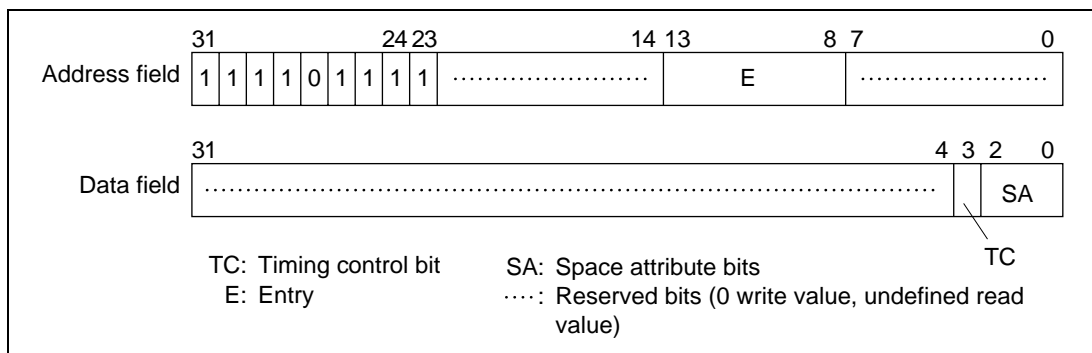 31 24 23 14 13 8 7 0
Address field 1 1 1 1 0 1 1 1 1 E
31 4 3 2 0
Data field SA
TC
TC: Timing control bit SA: Space attribute bits
E: Entry ····: Reserved bits (0 write value, undefined read
value)